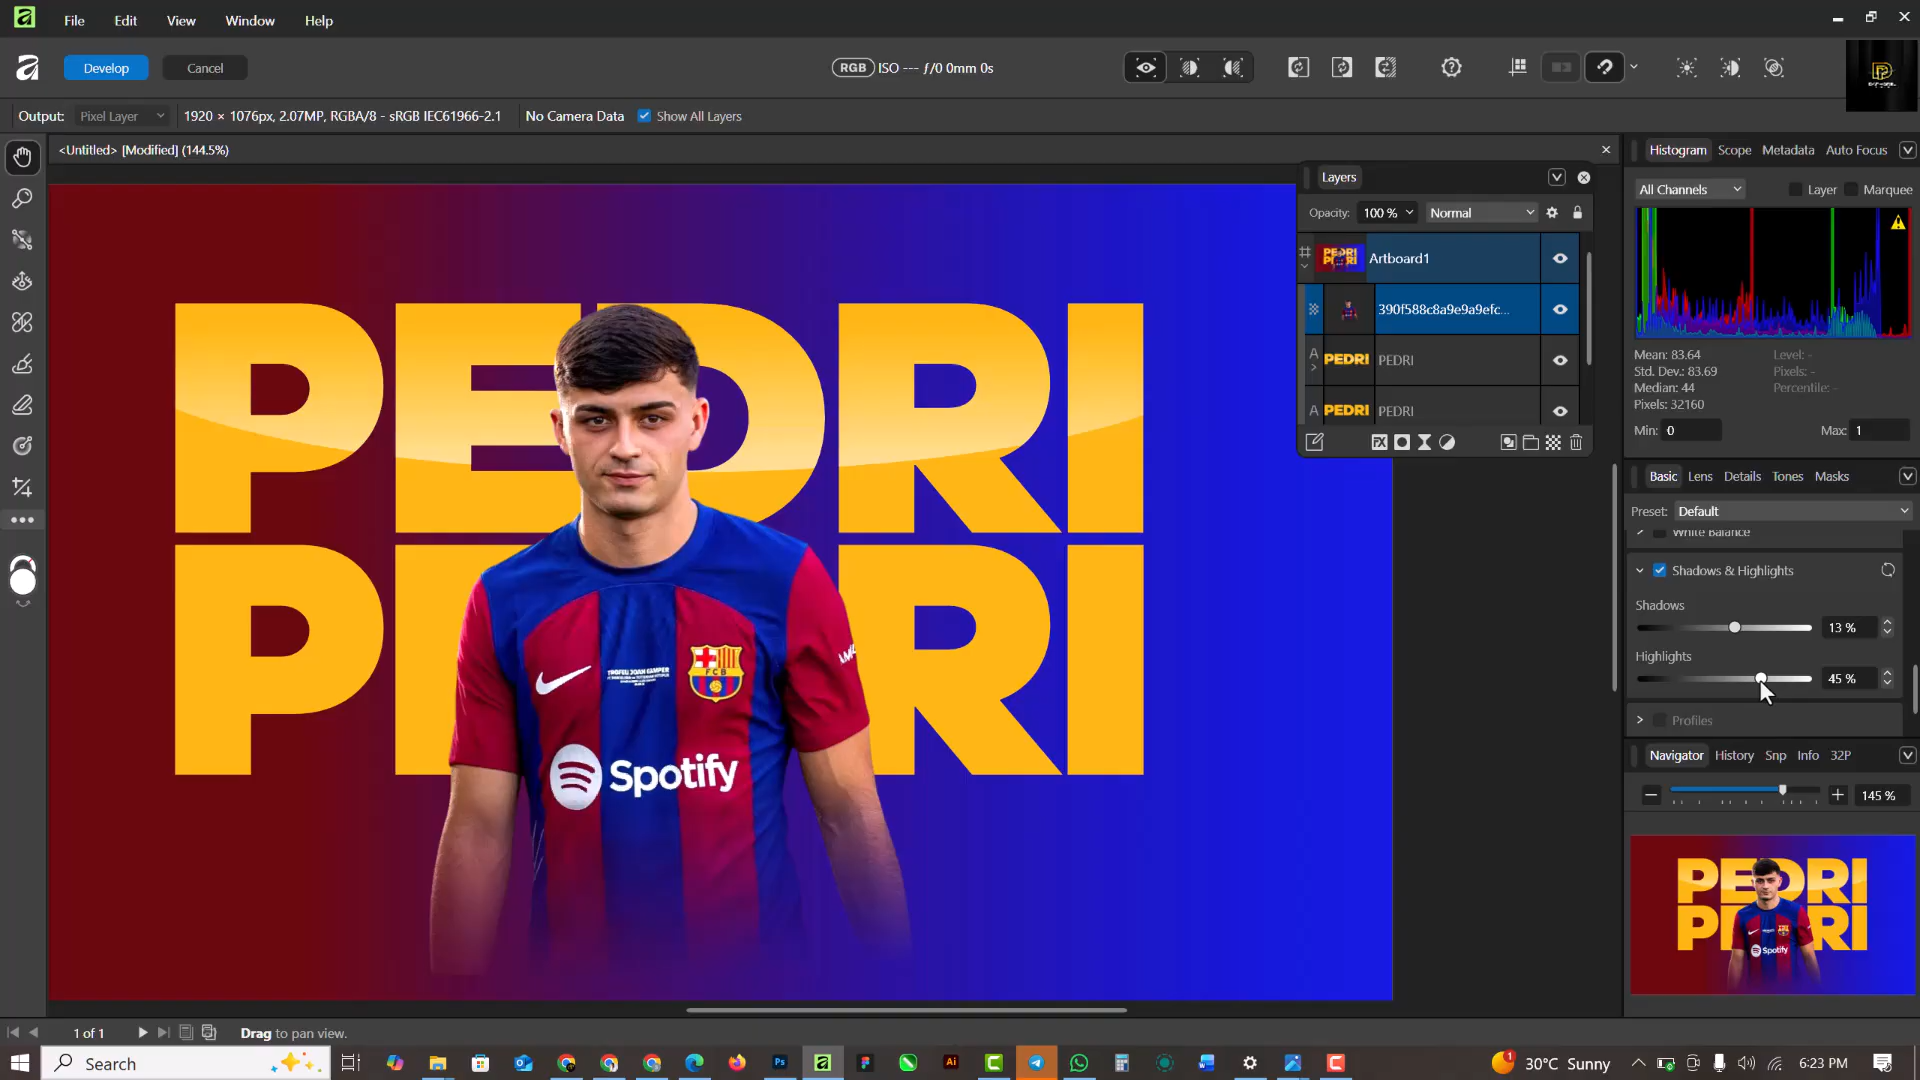 File Edit View Window Help
Develop Cancel RGB ISO --- ƒ/0 0mm 0s
Output: Pixel Layer 1920 × 1076px, 2.07MP, RGBA/8 - sRGB IEC61966-2.1 No Camera Data Show All Layers
<Untitled> [Modified] (144.5%)
PEDRI
PEDRI
FCB
Spotify
Layers
Opacity: 100 % Normal
PEDRI
Artboard1
390f588c8a9e9a9efc...
PEDRI PEDRI
A PEDRI PEDRI
Histogram Scope Metadata Auto Focus
All Channels Layer Marquee
Mean: 83.64 Level: -
Std. Dev.: 83.69 Pixels: -
Median: 44 Percentile: -
Pixels: 32160
Min: 0 Max: 1
Basic Lens Details Tones Masks
Preset: Default
White Balance
Shadows & Highlights
Shadows
13 %
Highlights
45 %
Profiles
Navigator History Snp Info 32P
145 %
PEDRI
PEDRI
Spotify
1 of 1 Drag to pan view.
Search
30°C Sunny 6:23 PM